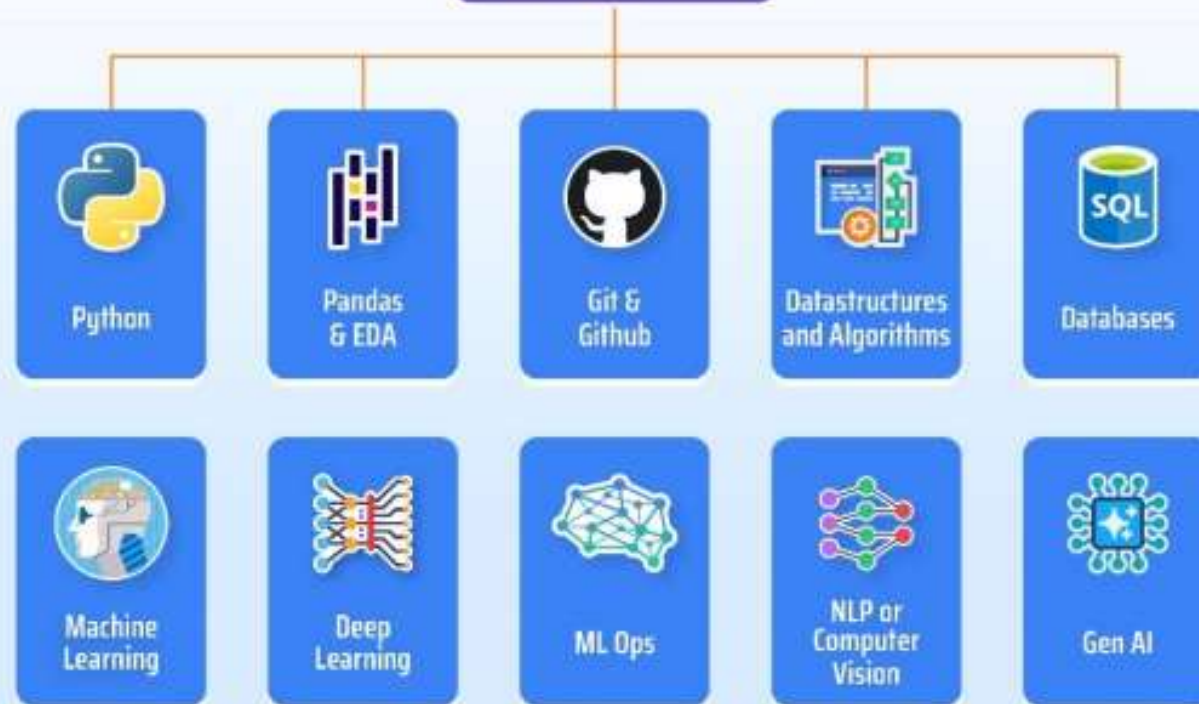 Python
Pandas
& EDA
Git &
Github
Datastructures
and Algorithms
SQL
Databases
Machine
Learning
Deep
Learning
ML Ops
NLP or
Computer
Vision
Gen AI